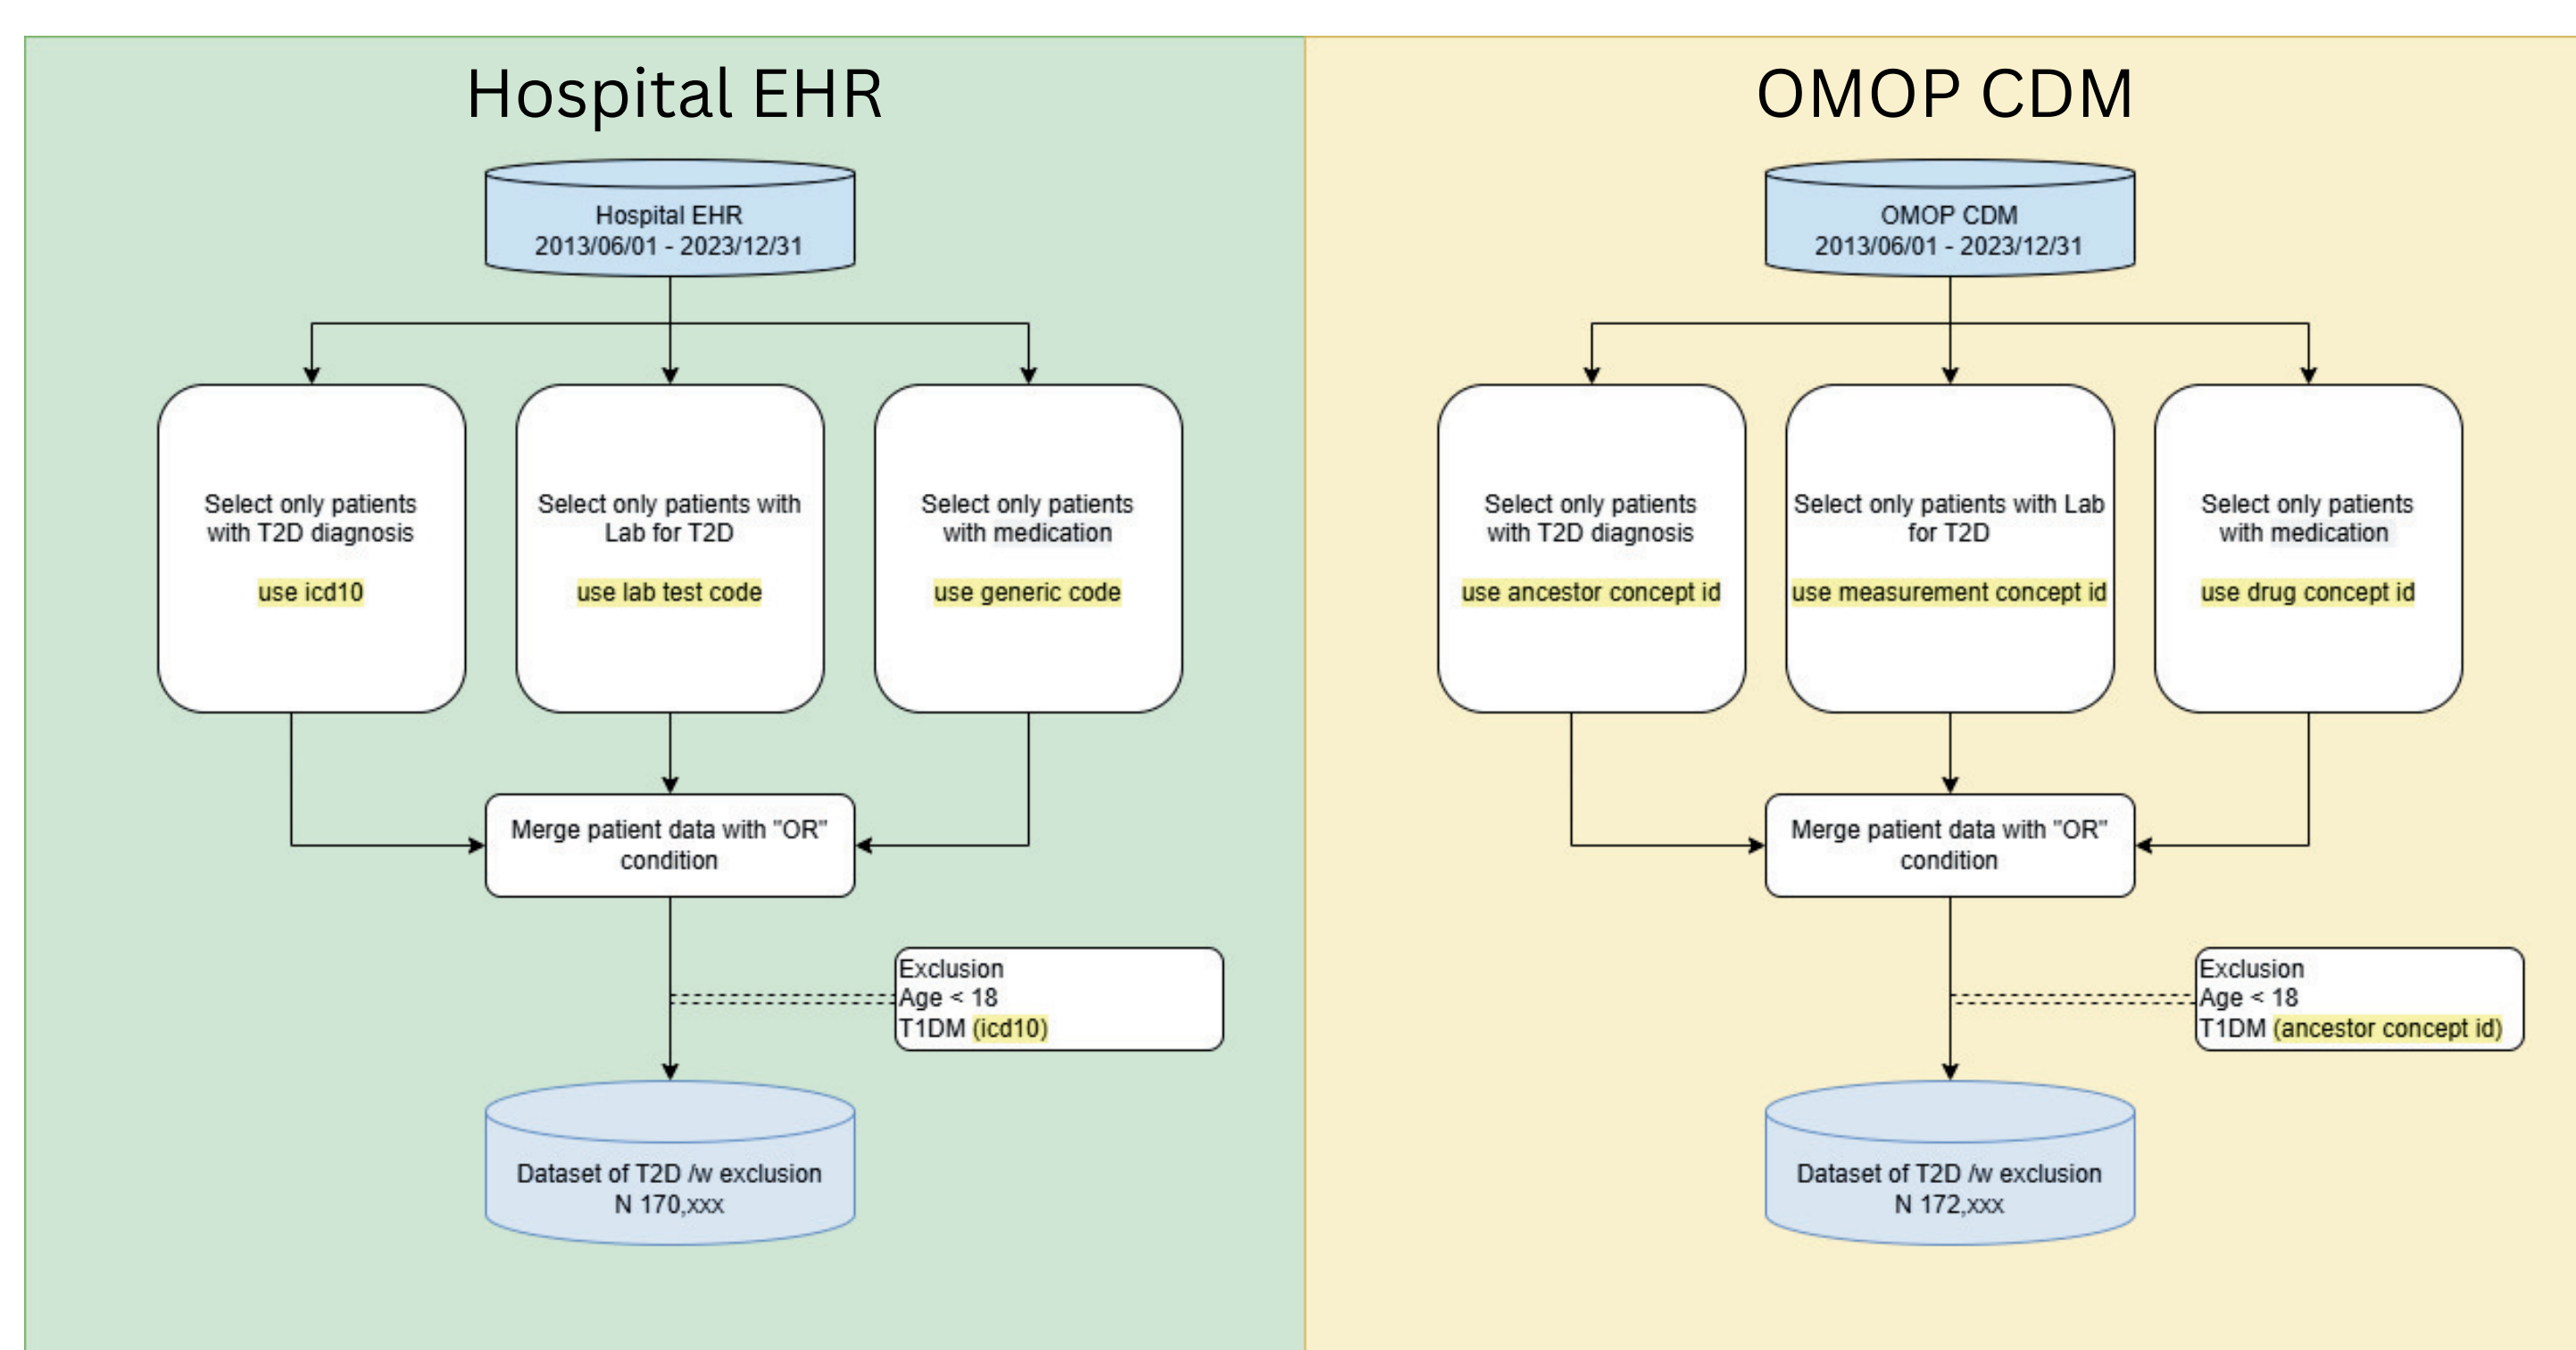 Hospital EHR
Hospital EHR
2013/06/01 - 2023/12/31
Select only patients
with T2D diagnosis
use icd10
Select only patients with
Lab for T2D
use lab test code
Select only patients
with medication
use generic code
Merge patient data with "OR"
condition
Exclusion
Age < 18
T1DM (icd10)
Dataset of T2D /w exclusion
N 170,xxx
OMOP CDM
OMOP CDM
2013/06/01 - 2023/12/31
Select only patients
with T2D diagnosis
use ancestor concept id
Select only patients with Lab
for T2D
use measurement concept id
Select only patients
with medication
use drug concept id
Merge patient data with "OR"
condition
Exclusion
Age < 18
T1DM (ancestor concept id)
Dataset of T2D /w exclusion
N 172,xxx